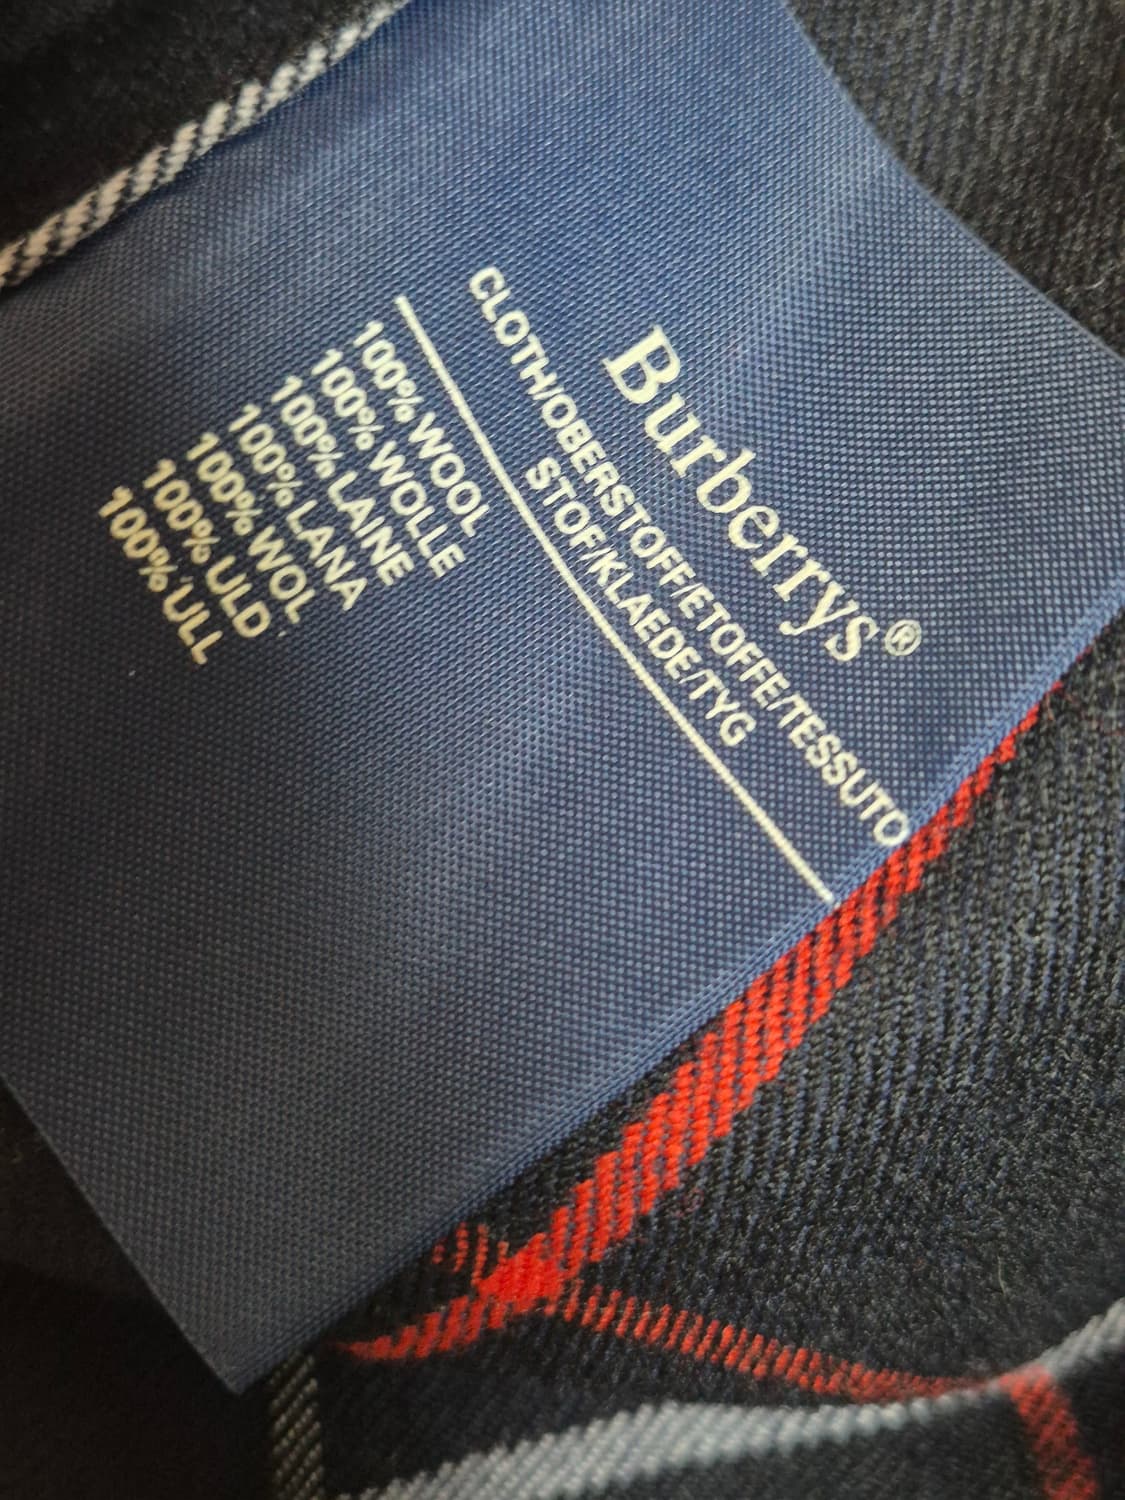 Burberrys®
CLOTH/OBERSTOFF/ETOFFE/TESSUTO
STOF/KLAEDE/TYG
100% WOOL
100% WOLLE
100% LAINE
100% LANA
100% WOL
100% ULD
100% ULL